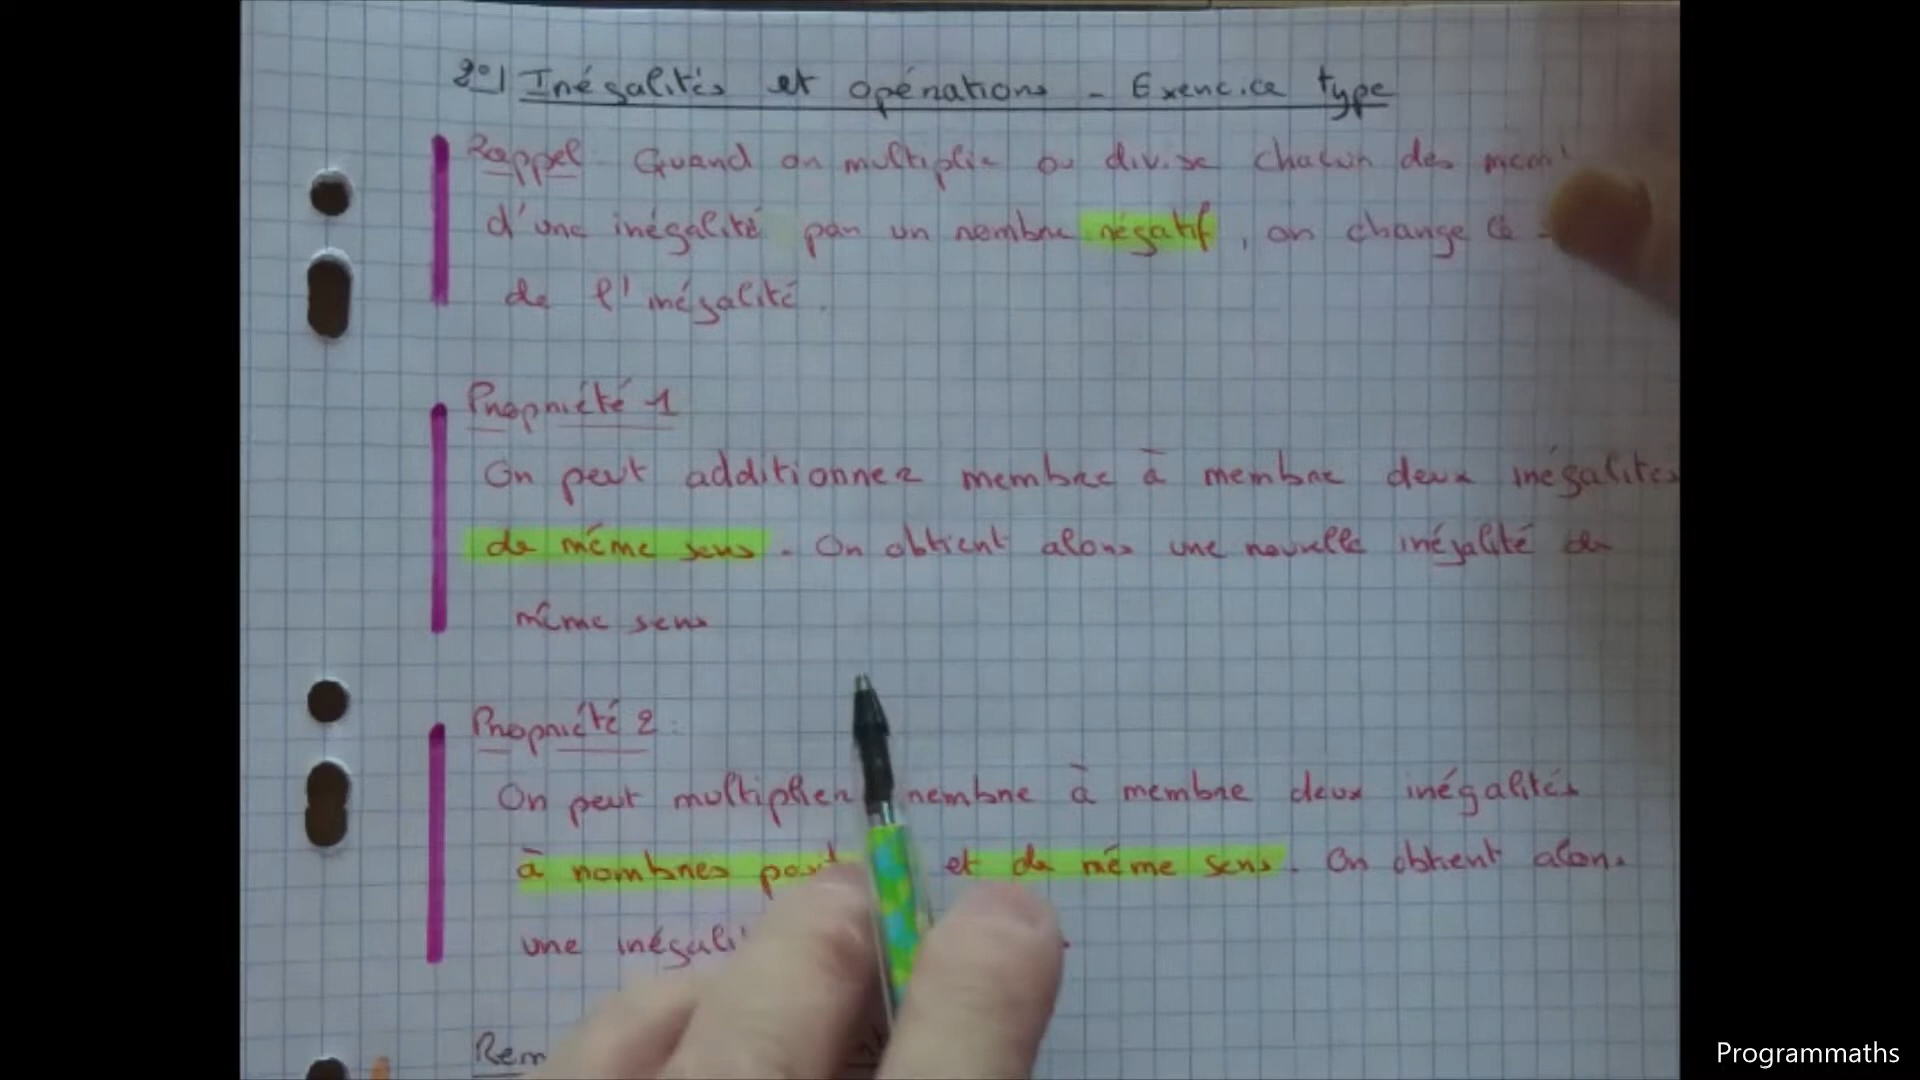 2°/ Inégalités et opérations - Exercice type
Rappel Quand on multiplie ou divise chacun des
d'une inégalité par un nombre négatif, on change le
de l'inégalité.
Propriété 1
On peut additionner membre à membre deux inégalités
de même sens. On obtient alors une nouvelle inégalité de
même sens
Propriété 2:
On peut multiplier membre à membre deux inégalités
à nombres et de même sens. On obtient alors
une
Programmaths